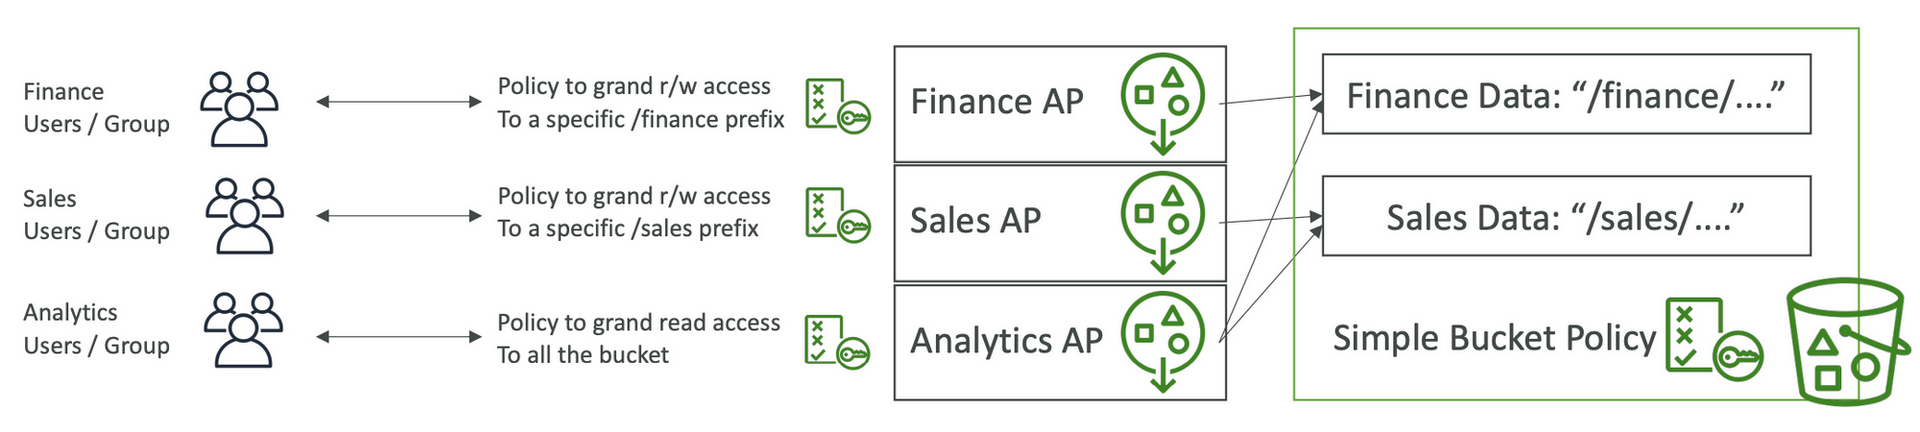 Finance
Users / Group
Policy to grand r/w access
To a specific /finance prefix
Finance AP
Finance Data: “/finance/....”
Sales
Users / Group
Policy to grand r/w access
To a specific /sales prefix
Sales AP
Sales Data: “/sales/....”
Analytics
Users / Group
Policy to grand read access
To all the bucket
Analytics AP
Simple Bucket Policy